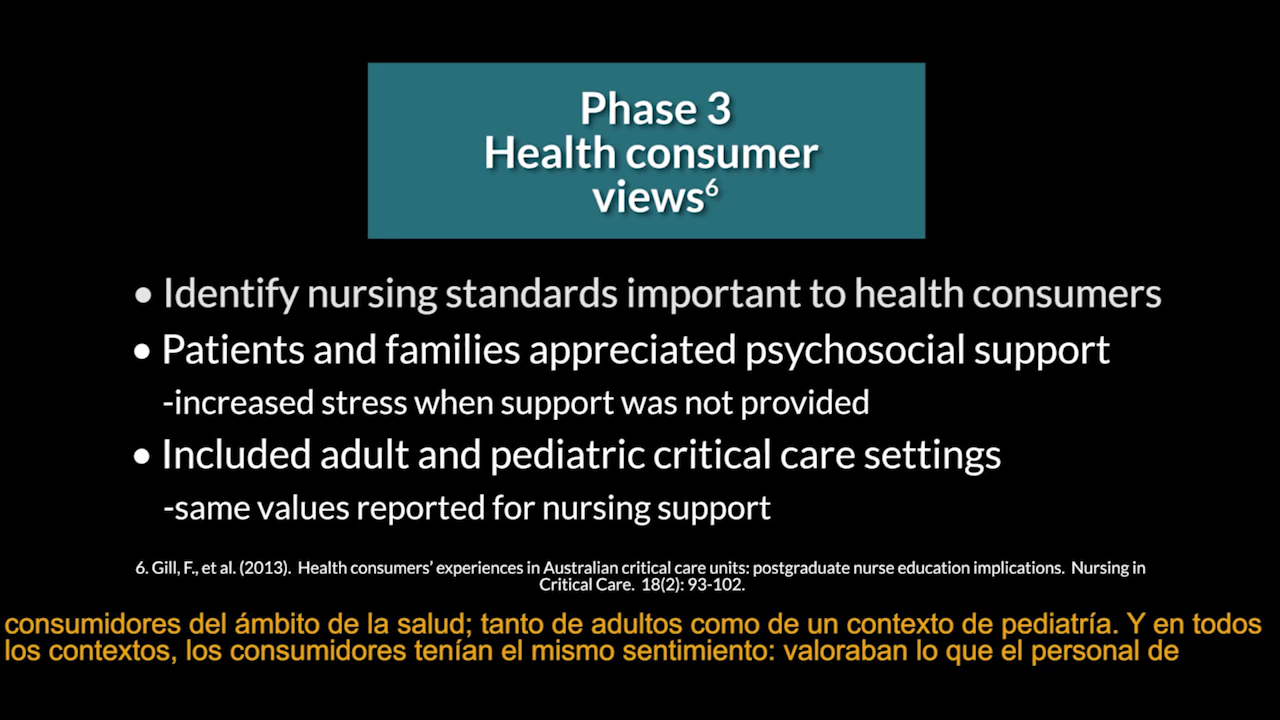 Phase 3
Health consumer
views⁶
• Identify nursing standards important to health consumers
• Patients and families appreciated psychosocial support
-increased stress when support was not provided
• Included adult and pediatric critical care settings
-same values reported for nursing support
6. Gill, F., et al. (2013). Health consumers’ experiences in Australian critical care units: postgraduate nurse education implications. Nursing in
Critical Care. 18(2): 93-102.
consumidores del ámbito de la salud; tanto de adultos como de un contexto de pediatría. Y en todos
los contextos, los consumidores tenían el mismo sentimiento: valoraban lo que el personal de